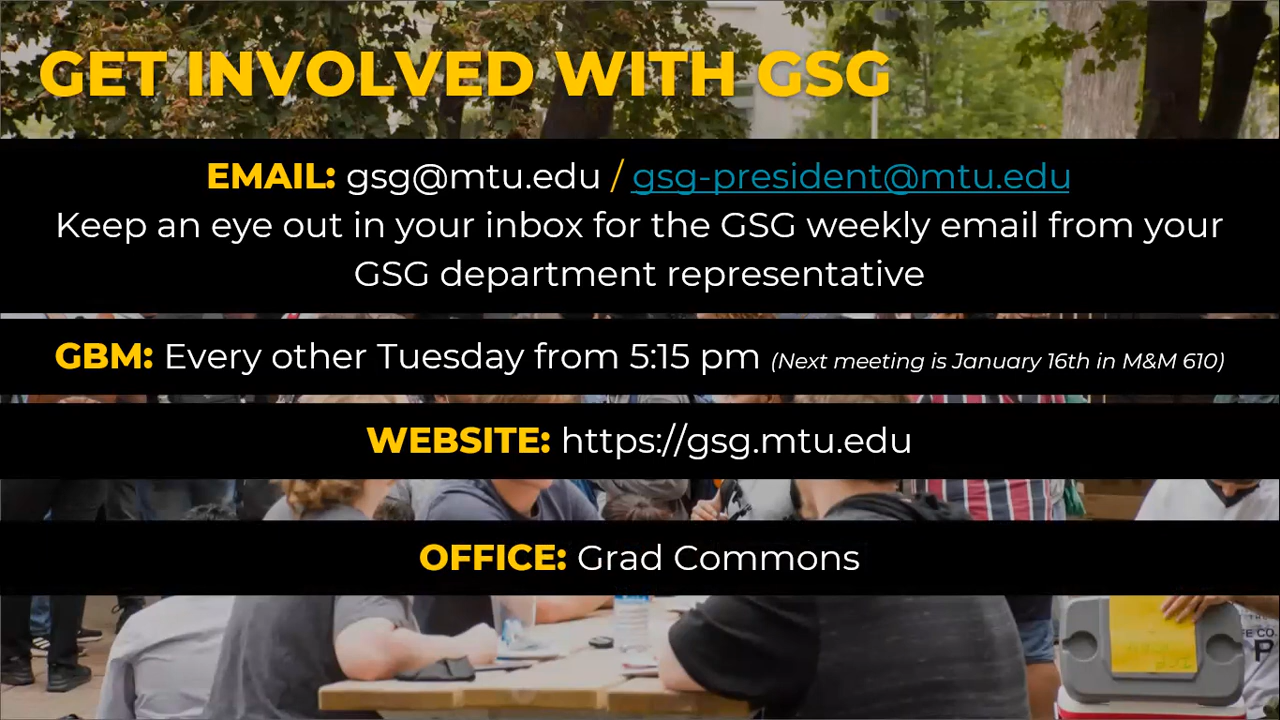 GET INVOLVED WITH GSG
EMAIL: gsg@mtu.edu / gsg-president@mtu.edu
Keep an eye out in your inbox for the GSG weekly email from your
GSG department representative
GBM: Every other Tuesday from 5:15 pm (Next meeting is January 16th in M&M 610)
WEBSITE: https://gsg.mtu.edu
OFFICE: Grad Commons